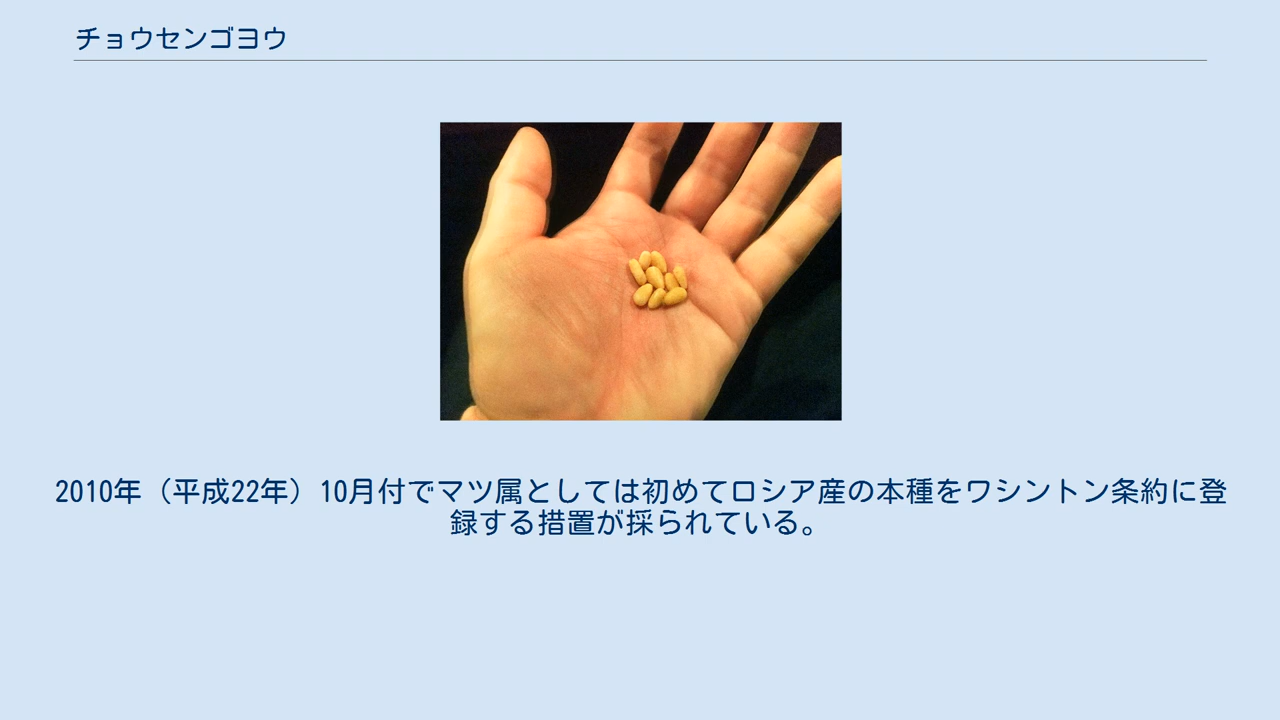 チョウセンゴヨウ
2010年（平成22年）10月付でマツ属としては初めてロシア産の本種をワシントン条約に登
録する措置が採られている。